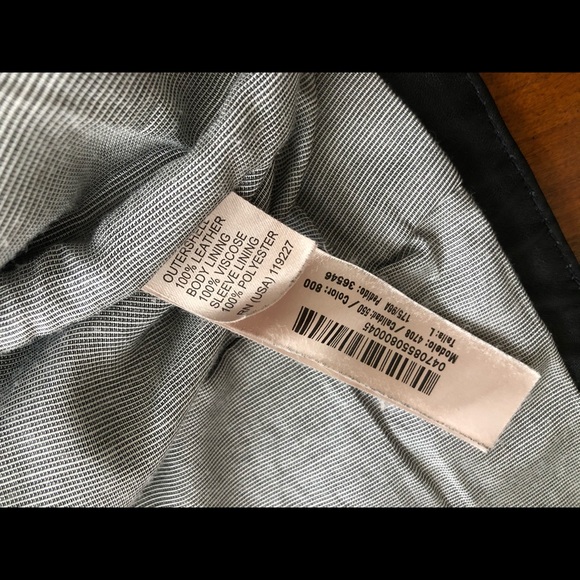 OUTERSHELL
100% LEATHER
BODY LINING
100% VISCOSE
SLEEVE LINING
100% POLYESTER
RN (USA) 119227
Talla: L
175/96A Pedido: 36546
Modelo: 4708 / Calidad: 550 / Color: 800
04708550800045